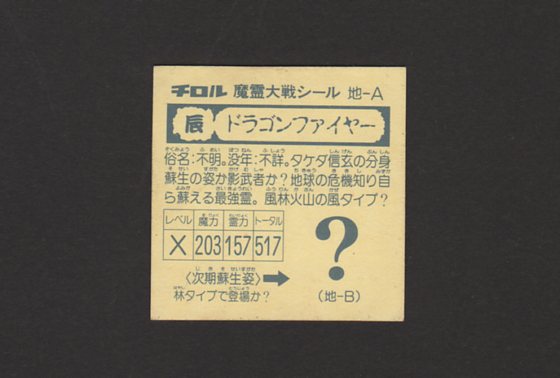 チロル 魔霊大戦シール 地-A
辰 ドラゴンファイヤー
俗名:不明。没年:不詳。タケダ信玄の分身
蘇生の姿か影武者か?地球の危機知り自
ら蘇える最強霊。風林火山の風タイプ?
レベル 魔力 霊力 トータル
X 203 157 517
?
〈次期蘇生姿〉➡
林タイプで登場か? (地-B)